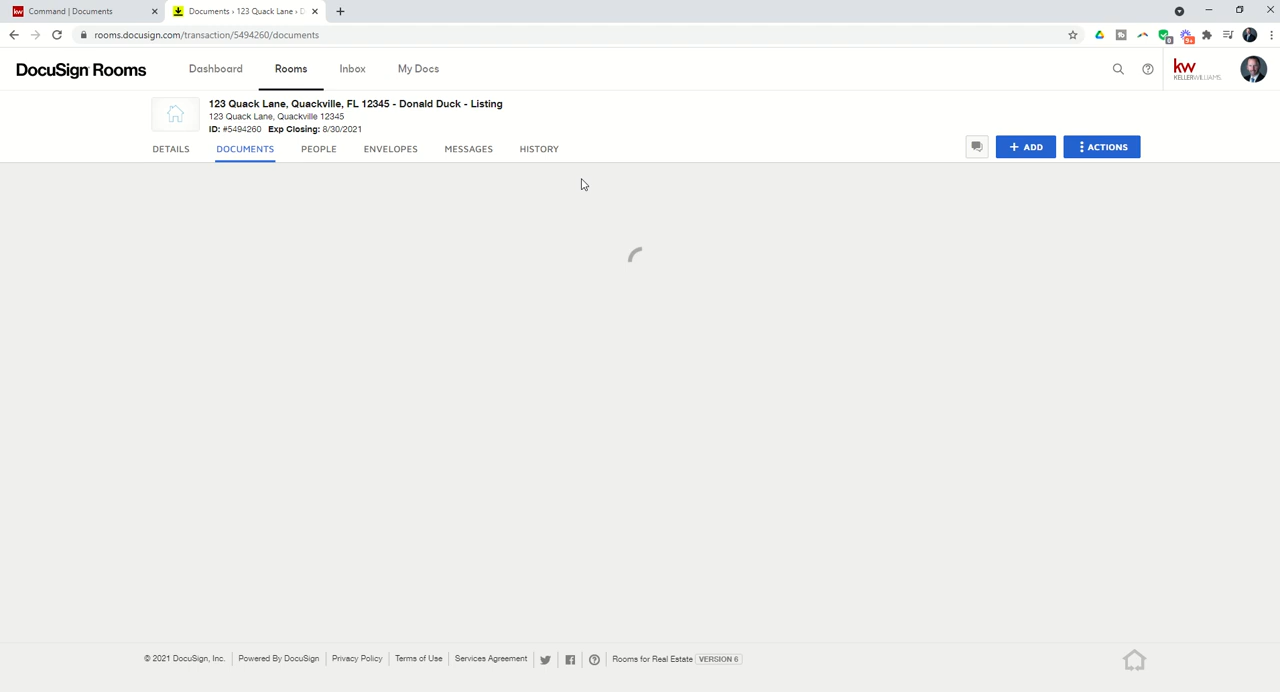 Command | Documents
Documents › 123 Quack Lane › D
rooms.docusign.com/transaction/5494260/documents
DocuSign Rooms
Dashboard
Rooms
Inbox
My Docs
kw
KELLERWILLIAMS
123 Quack Lane, Quackville, FL 12345 - Donald Duck - Listing
123 Quack Lane, Quackville 12345
ID: #5494260 Exp Closing: 8/30/2021
DETAILS
DOCUMENTS
PEOPLE
ENVELOPES
MESSAGES
HISTORY
+ ADD
ACTIONS
© 2021 DocuSign, Inc.
Powered By DocuSign
Privacy Policy
Terms of Use
Services Agreement
Rooms for Real Estate VERSION 6